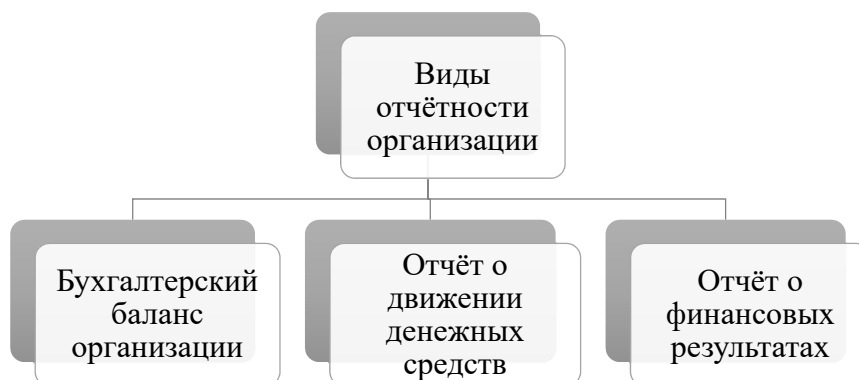 Виды
отчётности
организации
Бухгалтерский
баланс
организации
Отчёт о
движении
денежных
средств
Отчёт о
финансовых
результатах